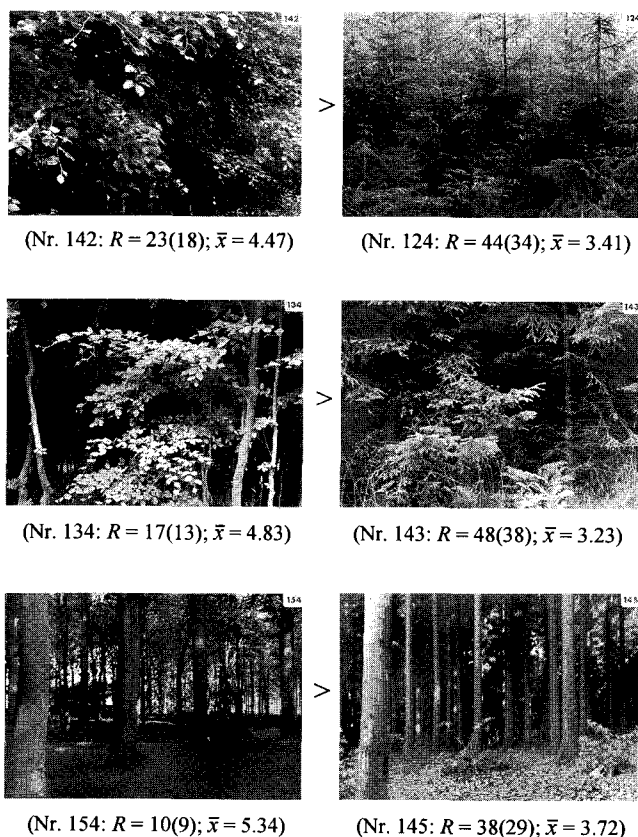 142
124
>
(Nr. 142: R = 23(18); x̄ = 4.47)
(Nr. 124: R = 44(34); x̄ = 3.41)
134
143
>
(Nr. 134: R = 17(13); x̄ = 4.83)
(Nr. 143: R = 48(38); x̄ = 3.23)
154
145
>
(Nr. 154: R = 10(9); x̄ = 5.34)
(Nr. 145: R = 38(29); x̄ = 3.72)